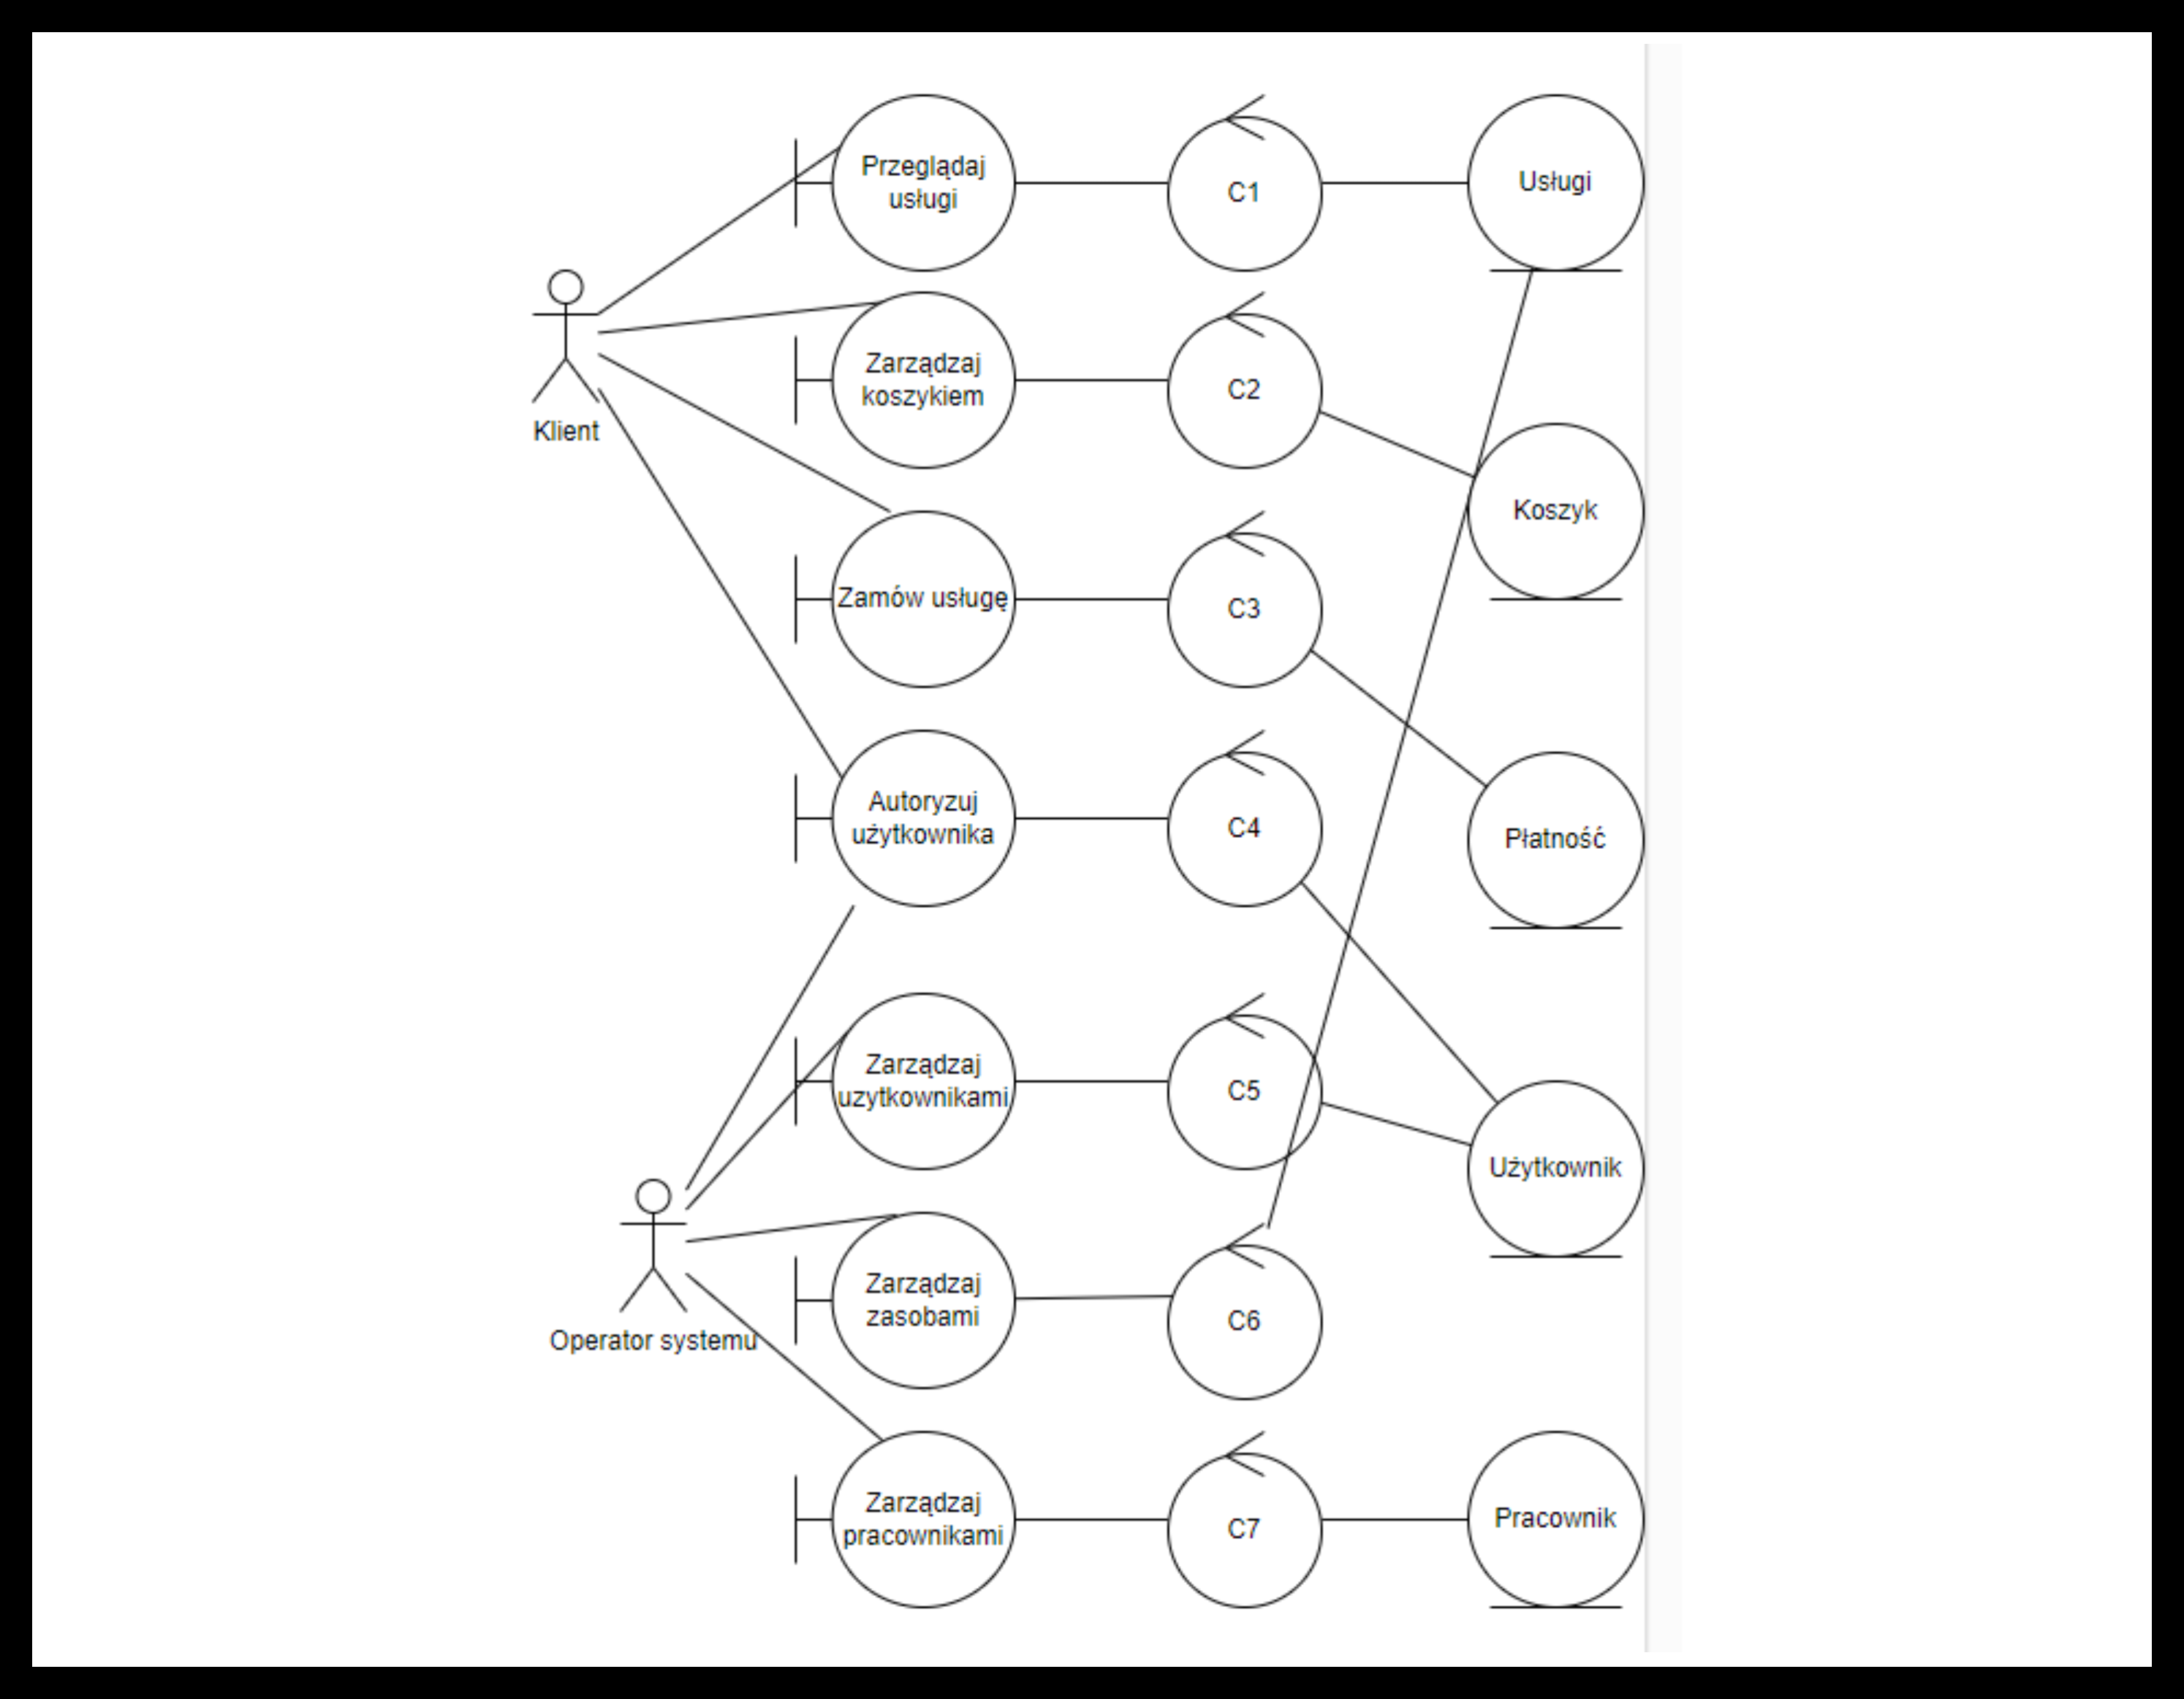 Przeglądaj
usługi
C1
Usługi
Klient
Zarządzaj
koszykiem
C2
Koszyk
Zamów usługę
C3
Płatność
Autoryzuj
użytkownika
C4
Zarządzaj
uzytkownikami
C5
Użytkownik
Operator systemu
Zarządzaj
zasobami
C6
Zarządzaj
pracownikami
C7
Pracownik